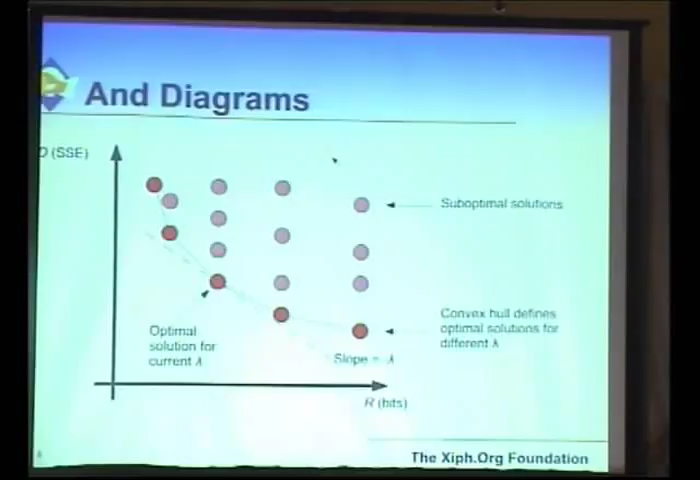 And Diagrams
D (SSE)
Suboptimal solutions
Convex hull defines
optimal solutions for
different λ
Optimal
solution for
current λ
Slope = -λ
R (bits)
The Xiph.Org Foundation